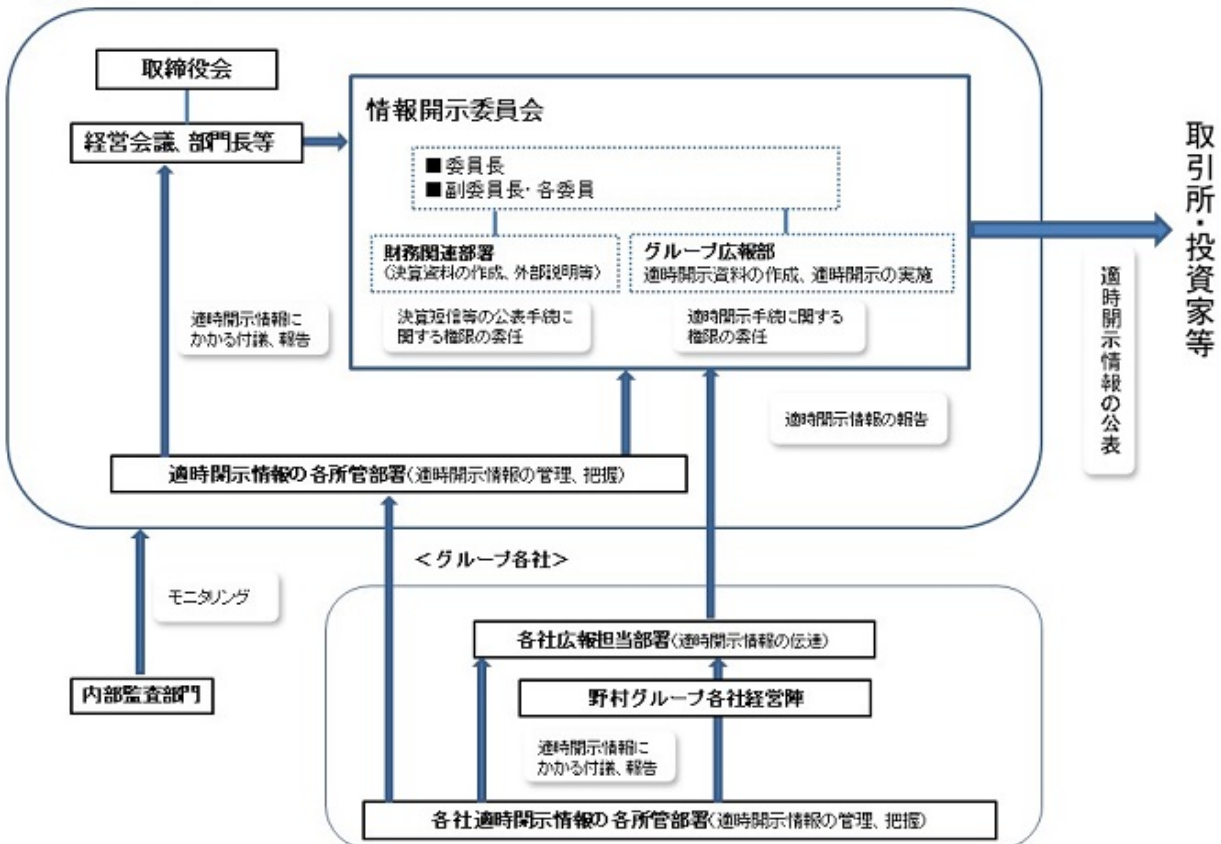 取締役会
経営会議、部門長等
情報開示委員会
■委員長
■副委員長・各委員
財務関連部署
(決算資料の作成、外部説明等)
グループ広報部
適時開示資料の作成、適時開示の実施
決算短信等の公表手続に
関する権限の委任
適時開示手続に関する
権限の委任
適時開示情報に
かかる付議、報告
適時開示情報の報告
適時開示情報の各所管部署(適時開示情報の管理、把握)
取引所・投資家等
適時開示情報の公表
モニタリング
内部監査部門
＜グループ各社＞
各社広報担当部署(適時開示情報の伝達)
野村グループ各社経営陣
適時開示情報に
かかる付議、報告
各社適時開示情報の各所管部署(適時開示情報の管理、把握)